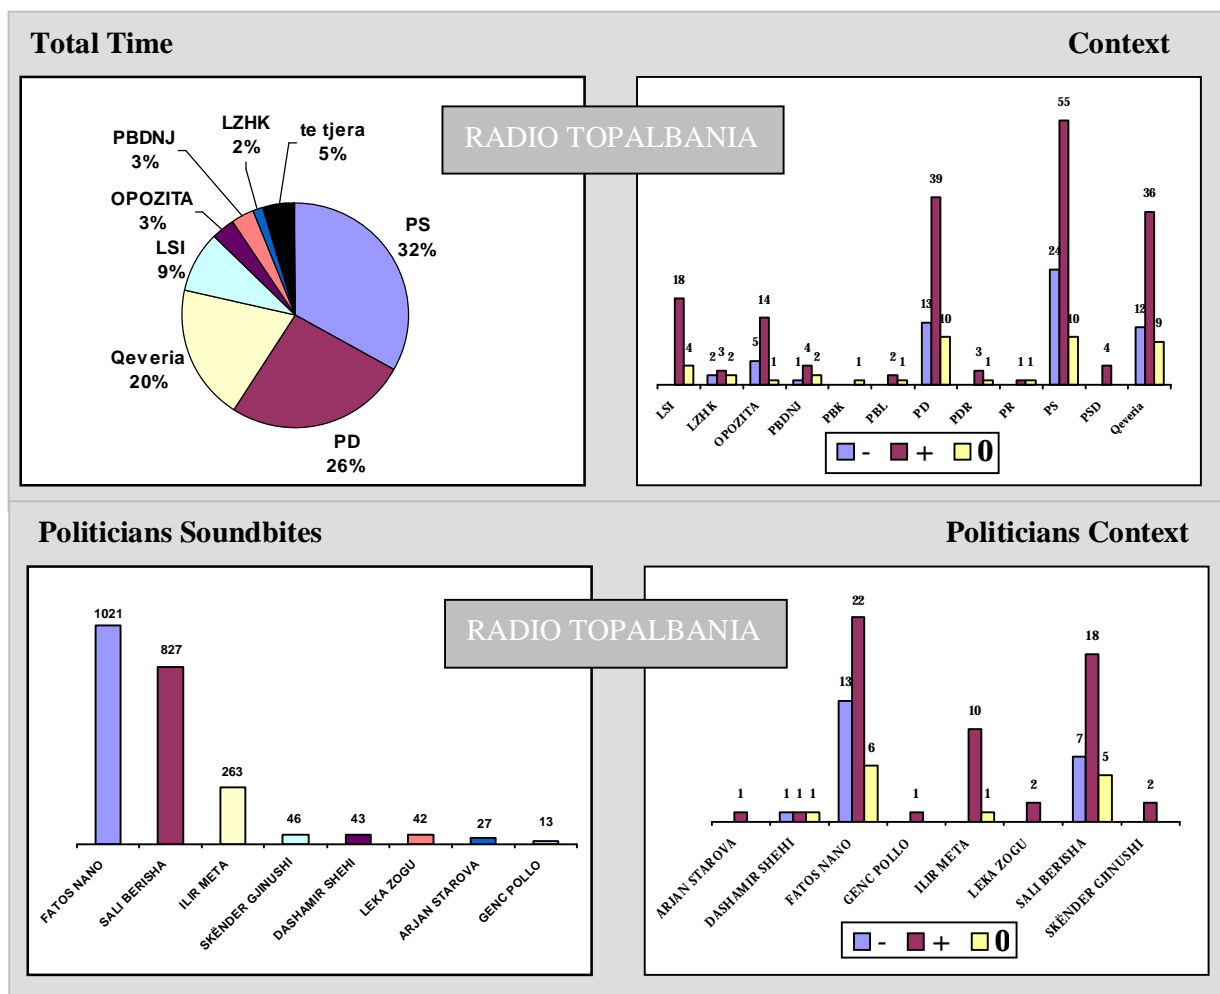 Total Time
Context
RADIO TOPALBANIA
LZHK
2%
te tjera
5%
PBDNJ
3%
OPOZITA
3%
LSI
9%
PS
32%
Qeveria
20%
PD
26%
55
39
36
24
18
14
13
12
10
10
9
5
4
2 3 2
1
1 4 2
1
2 1
3 1
1 1
4
LSI
LZHK
OPOZITA
PBDNJ
PBK
PBL
PD
PDR
PR
PS
PSD
Qeveria
- + 0
Politicians Soundbites
Politicians Context
RADIO TOPALBANIA
1021
827
263
46
43
42
27
13
FATOS NANO
SALI BERISHA
ILIR META
SKËNDER GJINUSHI
DASHAMIR SHEHI
LEKA ZOGU
ARJAN STAROVA
GENC POLLO
22
18
13
10
7
6
5
1
1 1 1
1
1
2
2
ARJAN STAROVA
DASHAMIR SHEHI
FATOS NANO
GENC POLLO
ILIR META
LEKA ZOGU
SALI BERISHA
SKËNDER GJINUSHI
- + 0